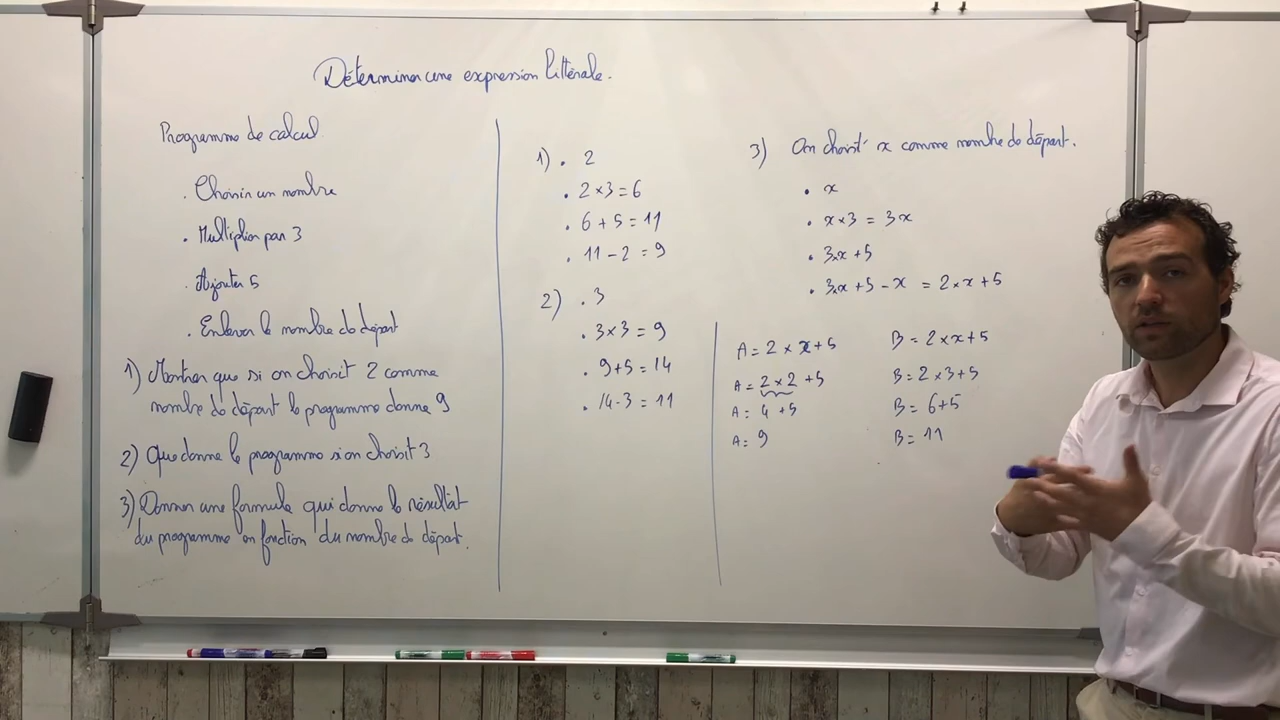 Déterminer une expression littérale.
Programme de calcul
. Choisir un nombre
. Multiplier par 3
. Ajouter 5
. Enlever le nombre de départ
1) Montrer que si on choisit 2 comme
nombre de départ le programme donne 9
2) Que donne le programme si on choisit 3
3) Donner une formule qui donne le résultat
du programme en fonction du nombre de départ.
1) . 2
. 2 × 3 = 6
. 6 + 5 = 11
. 11 - 2 = 9
2) . 3
. 3 × 3 = 9
. 9 + 5 = 14
. 14 - 3 = 11
3) On choisit x comme nombre de départ.
. x
. x × 3 = 3x
. 3x + 5
. 3x + 5 - x = 2 × x + 5
A = 2 × x + 5
A = 2 × 2 + 5
A = 4 + 5
A = 9
B = 2 × x + 5
B = 2 × 3 + 5
B = 6 + 5
B = 11